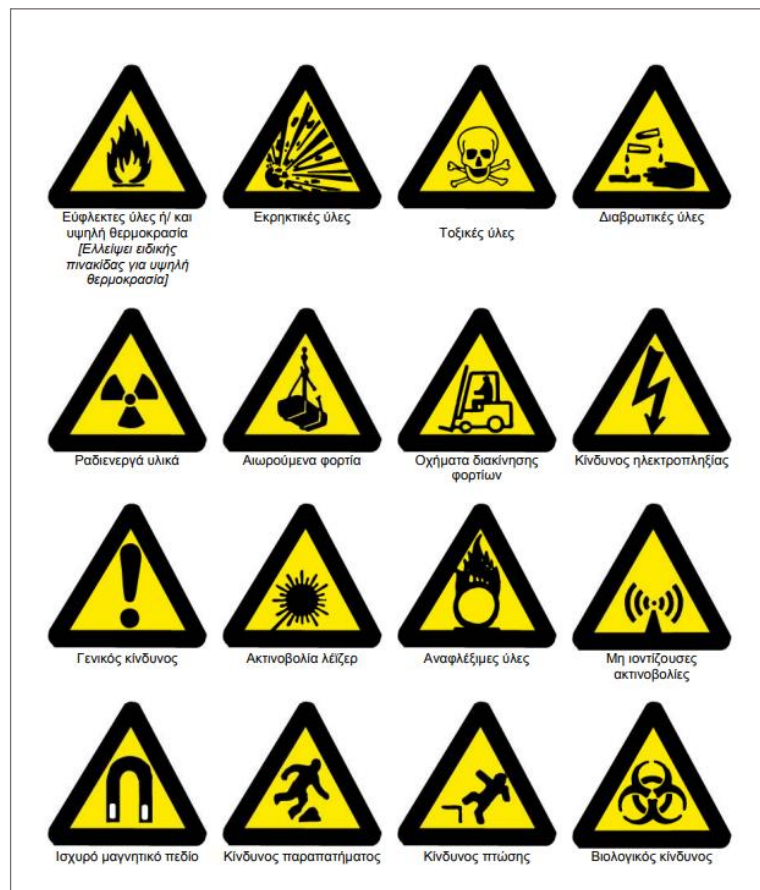 Εύφλεκτες ύλες ή/ και
υψηλή θερμοκρασία
[Ελλείψει ειδικής
πινακίδας για υψηλή
θερμοκρασία]
Εκρηκτικές ύλες
Τοξικές ύλες
Διαβρωτικές ύλες
Ραδιενεργά υλικά
Αιωρούμενα φορτία
Οχήματα διακίνησης
φορτίων
Κίνδυνος ηλεκτροπληξίας
Γενικός κίνδυνος
Ακτινοβολία λέϊζερ
Αναφλέξιμες ύλες
Μη ιοντίζουσες
ακτινοβολίες
Ισχυρό μαγνητικό πεδίο
Κίνδυνος παραπατήματος
Κίνδυνος πτώσης
Βιολογικός κίνδυνος